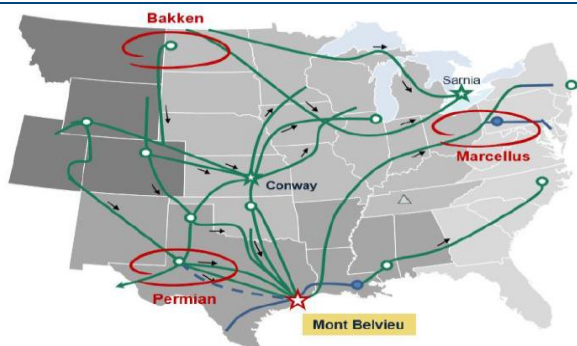 Bakken
Sarnia
Marcellus
Conway
Permian
Mont Belvieu